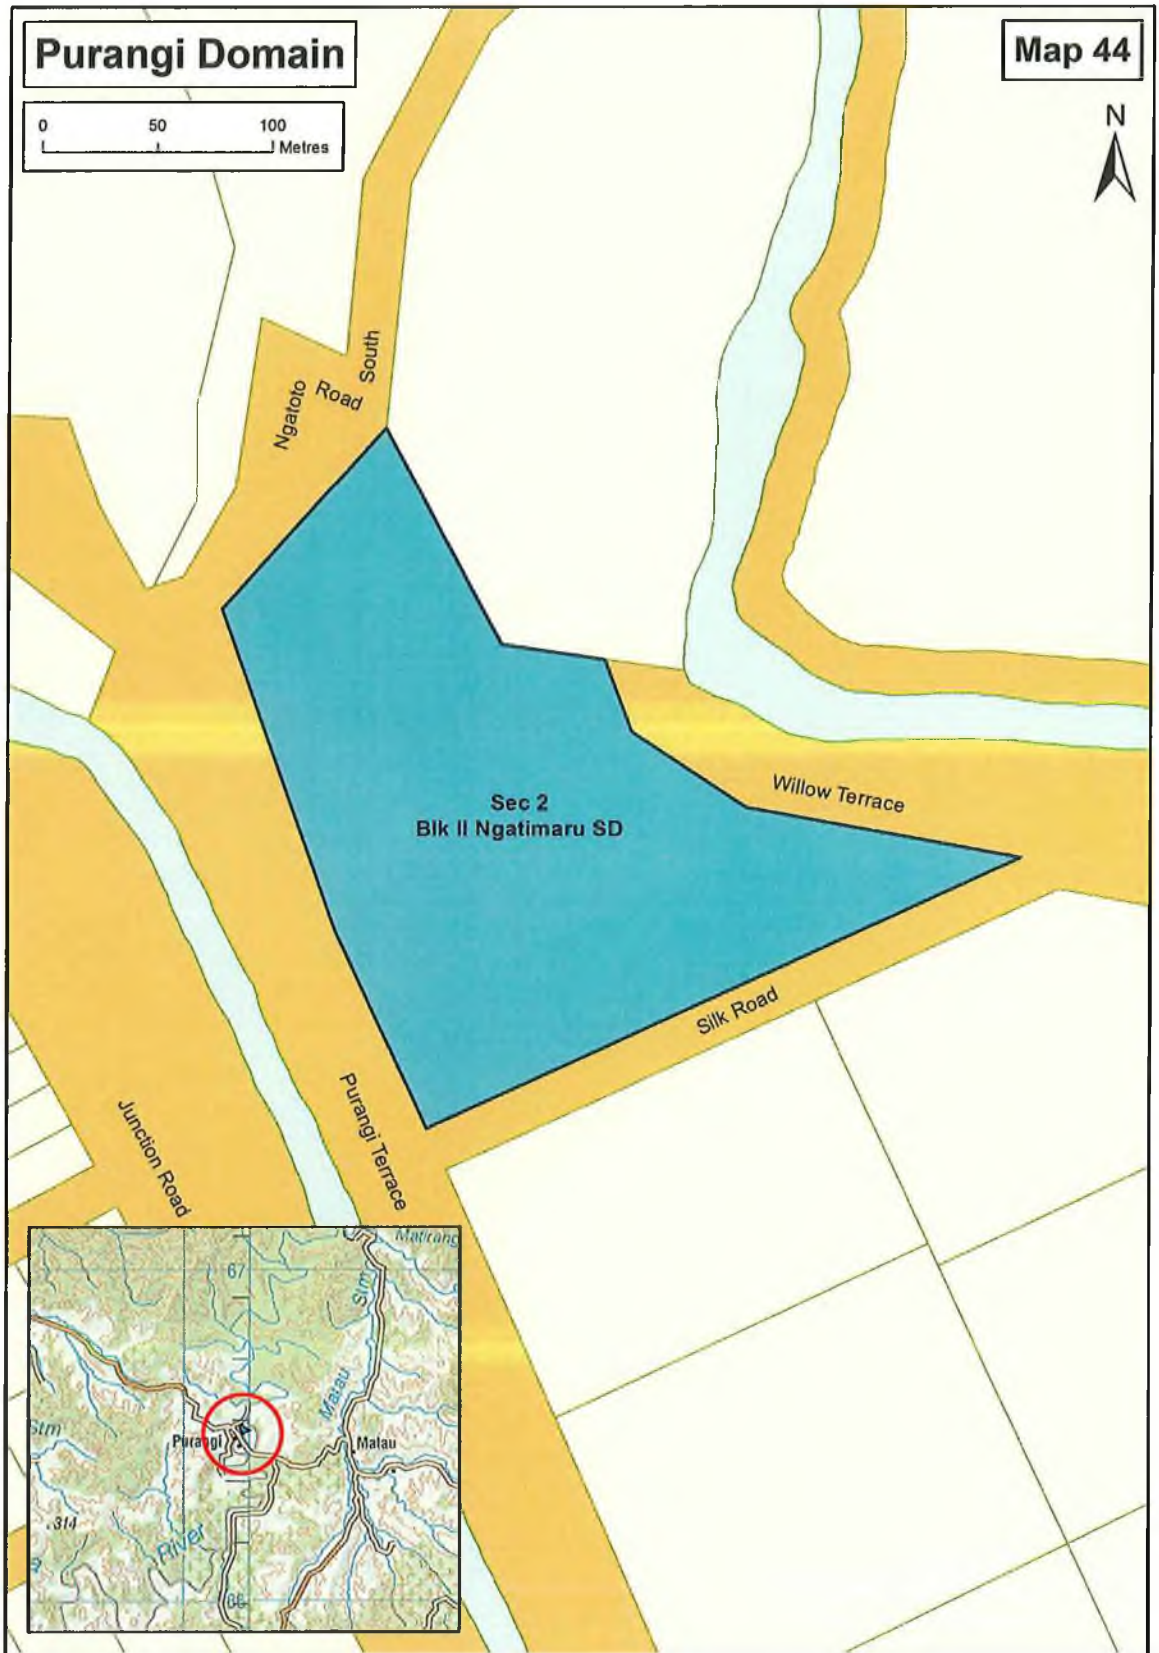 Purangi Domain
Map 44
0 50 100
Metres
N
Ngatoto Road South
Sec 2
Blk II Ngatimaru SD
Willow Terrace
Silk Road
Purangi Terrace
Junction Road
67
Stm
Matau
Purangi
Matau
Stm
.314
River